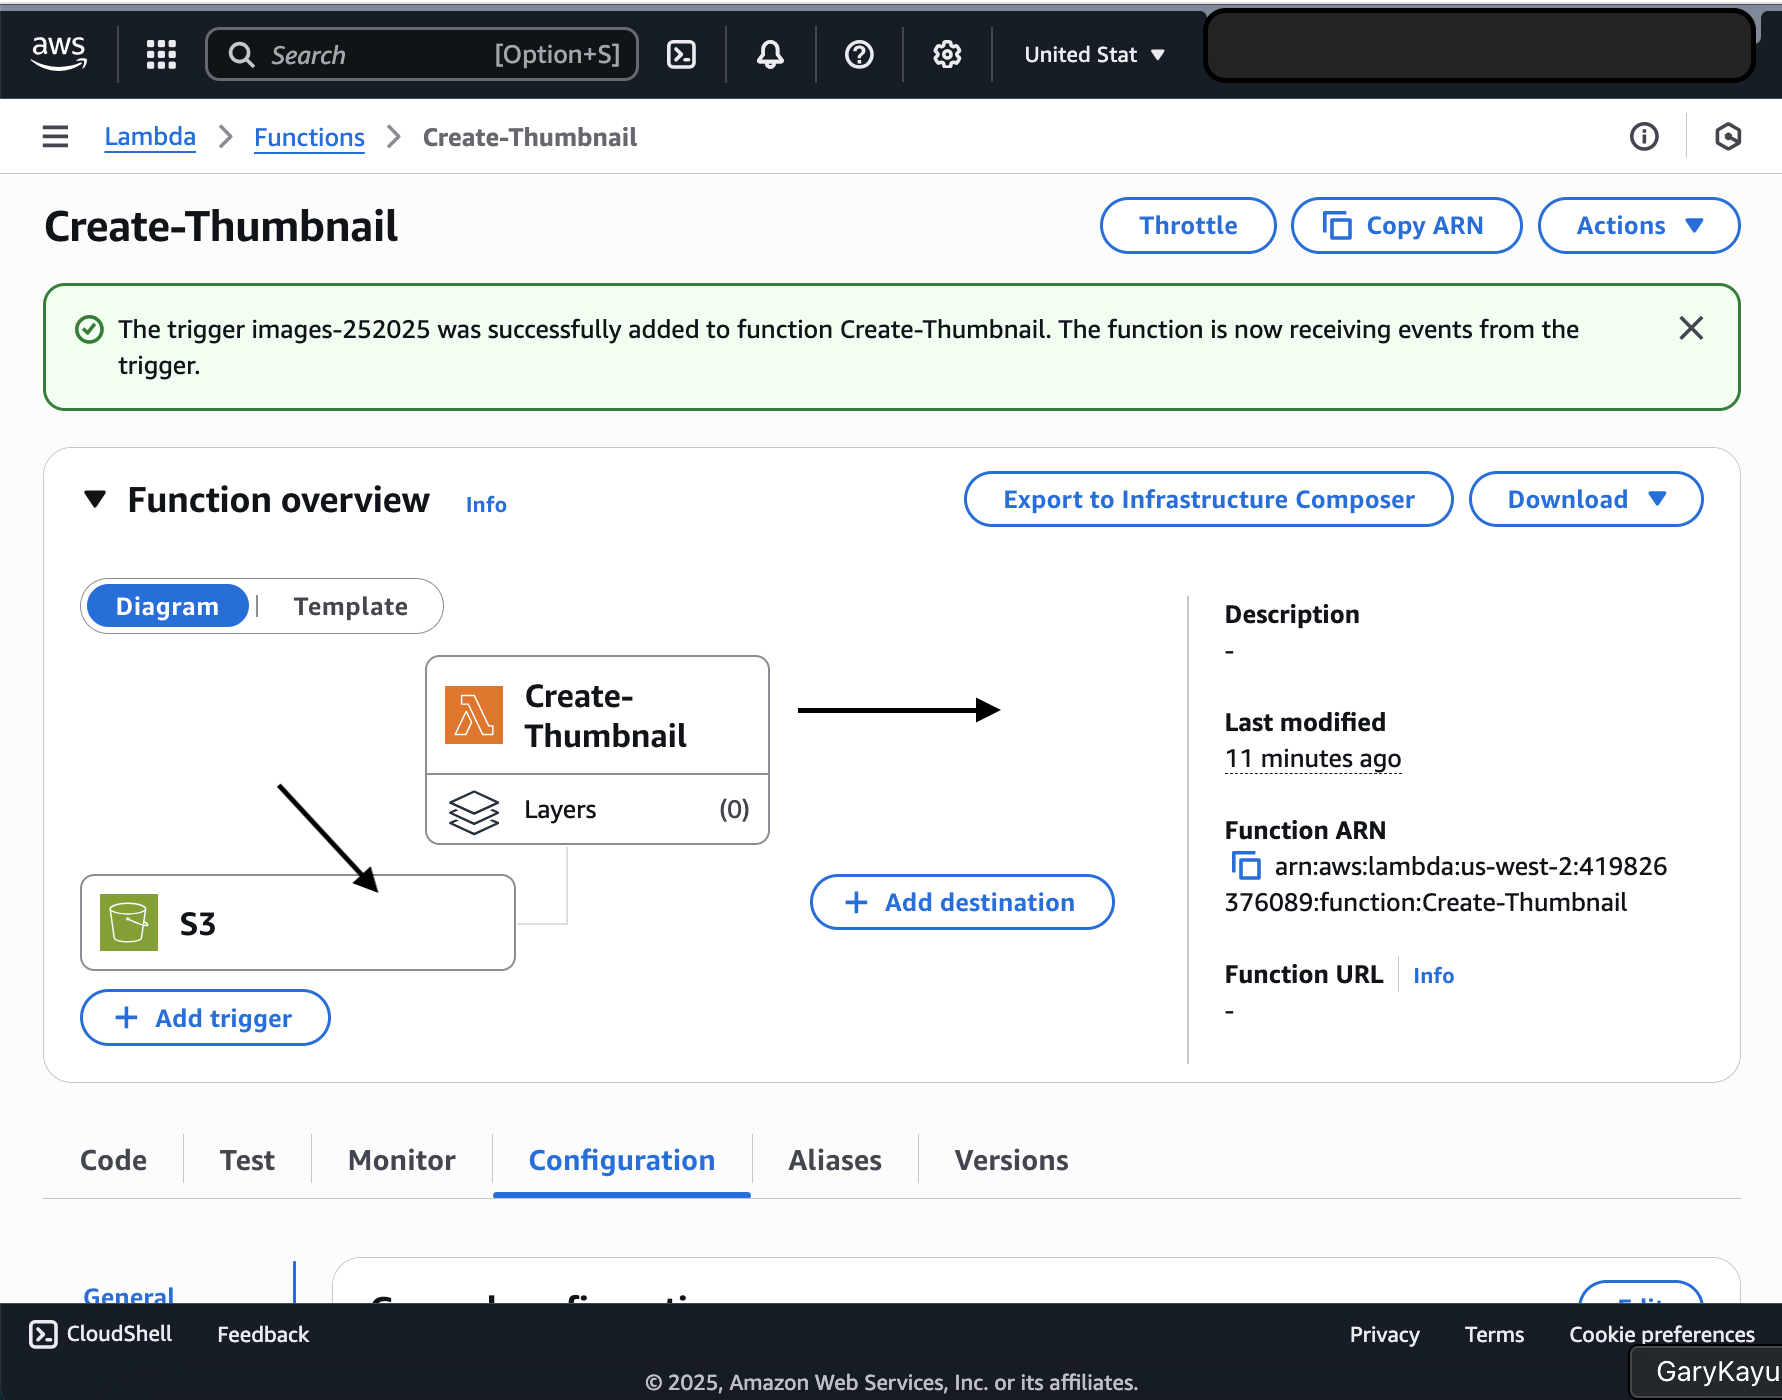 aws
Search [Option+S]
United Stat
Lambda Functions Create-Thumbnail
Create-Thumbnail
Throttle Copy ARN Actions
The trigger images-252025 was successfully added to function Create-Thumbnail. The function is now receiving events from the
trigger.
Function overview Info
Export to Infrastructure Composer Download
Diagram Template
Create-
Thumbnail
Layers (0)
S3
Add trigger
Add destination
Description
-
Last modified
11 minutes ago
Function ARN
arn:aws:lambda:us-west-2:419826
376089:function:Create-Thumbnail
Function URL Info
-
Code Test Monitor Configuration Aliases Versions
General
Edit
CloudShell Feedback
Privacy Terms Cookie preferences
GaryKayu
© 2025, Amazon Web Services, Inc. or its affiliates.